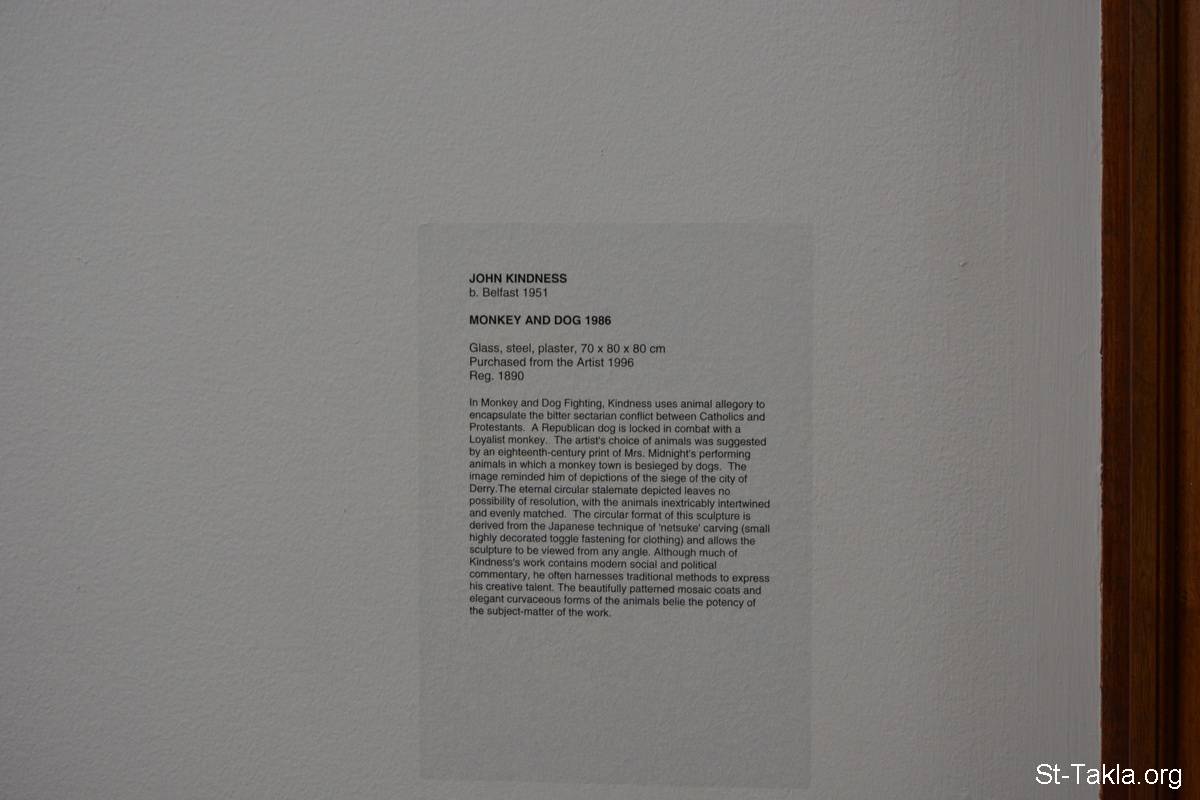 JOHN KINDNESS
b. Belfast 1951
MONKEY AND DOG 1986
Glass, steel, plaster, 70 x 80 x 80 cm
Purchased from the Artist 1996
Reg. 1890
In Monkey and Dog Fighting, Kindness uses animal allegory to
encapsulate the bitter sectarian conflict between Catholics and
Protestants.  A Republican dog is locked in combat with a
Loyalist monkey.  The artist's choice of animals was suggested
by an eighteenth-century print of Mrs. Midnight's performing
animals in which a monkey town is besieged by dogs.  The
image reminded him of depictions of the siege of the city of
Derry.The eternal circular stalemate depicted leaves no
possibility of resolution, with the animals inextricably intertwined
and evenly matched.  The circular format of this sculpture is
derived from the Japanese technique of 'netsuke' carving (small
highly decorated toggle fastening for clothing) and allows the
sculpture to be viewed from any angle. Although much of
Kindness's work contains modern social and political
commentary, he often harnesses traditional methods to express
his creative talent. The beautifully patterned mosaic coats and
elegant curvaceous forms of the animals belie the potency of
the subject-matter of the work.
St-Takla.org